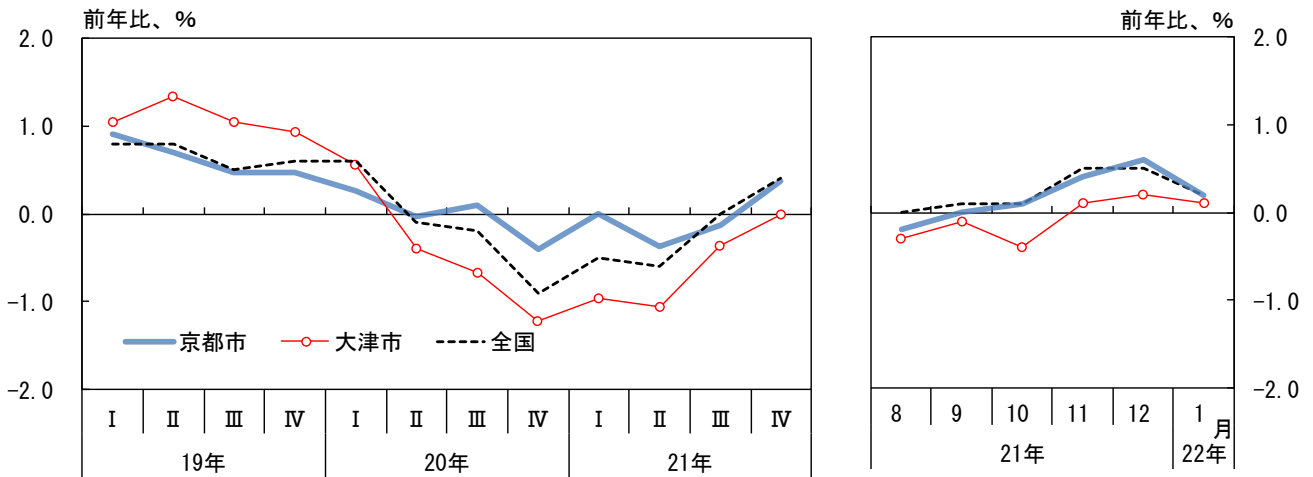 前年比、%
2.0
1.0
0.0
-1.0
-2.0
京都市 大津市 全国
Ⅰ Ⅱ Ⅲ Ⅳ Ⅰ Ⅱ Ⅲ Ⅳ Ⅰ Ⅱ Ⅲ Ⅳ
19年 20年 21年
前年比、%
2.0
1.0
0.0
-1.0
-2.0
8 9 10 11 12 1
月
21年 22年